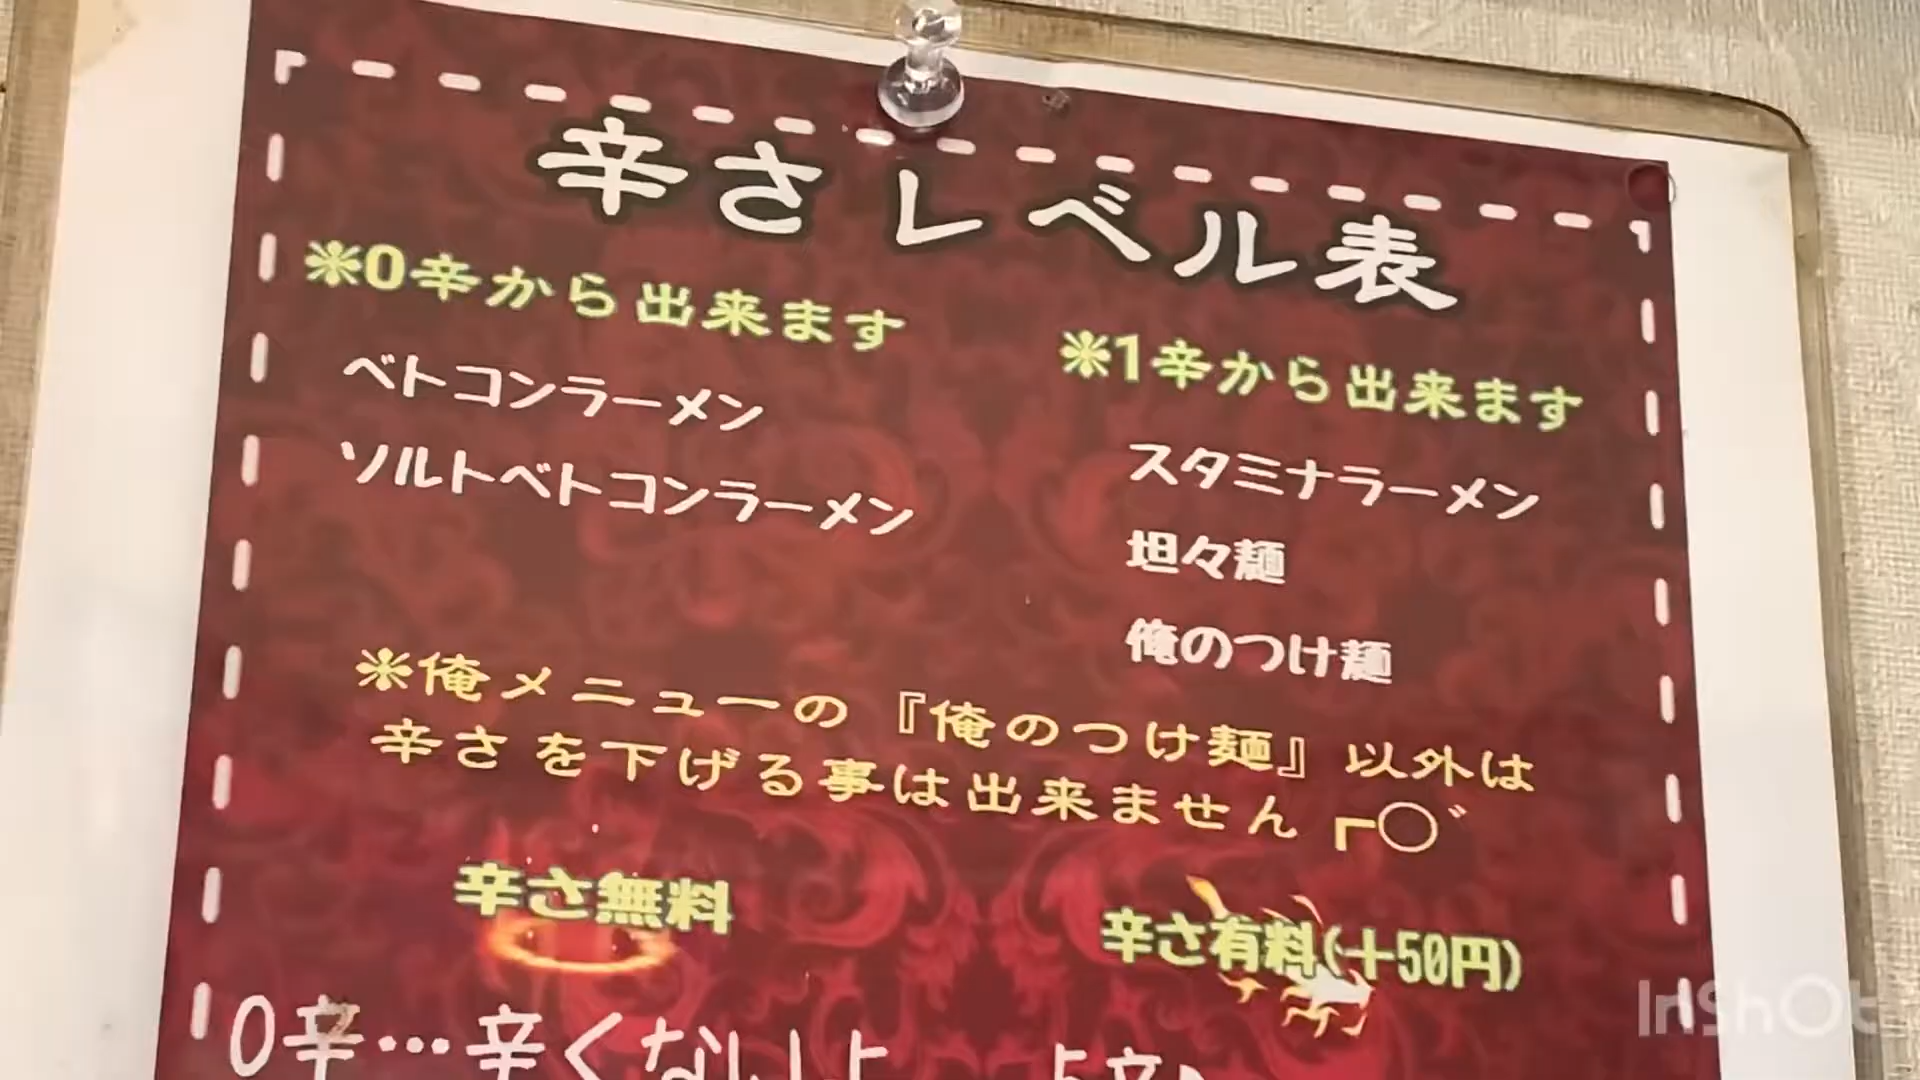 辛さレベル表
※0辛から出来ます
ベトコンラーメン
ソルトベトコンラーメン
※1辛から出来ます
スタミナラーメン
坦々麺
俺のつけ麺
※俺メニューの『俺のつけ麺』以外は
辛さを下げる事は出来ません┏○゛
辛さ無料
辛さ有料(+50円)
0辛…辛くないよ
5辛
InShOt